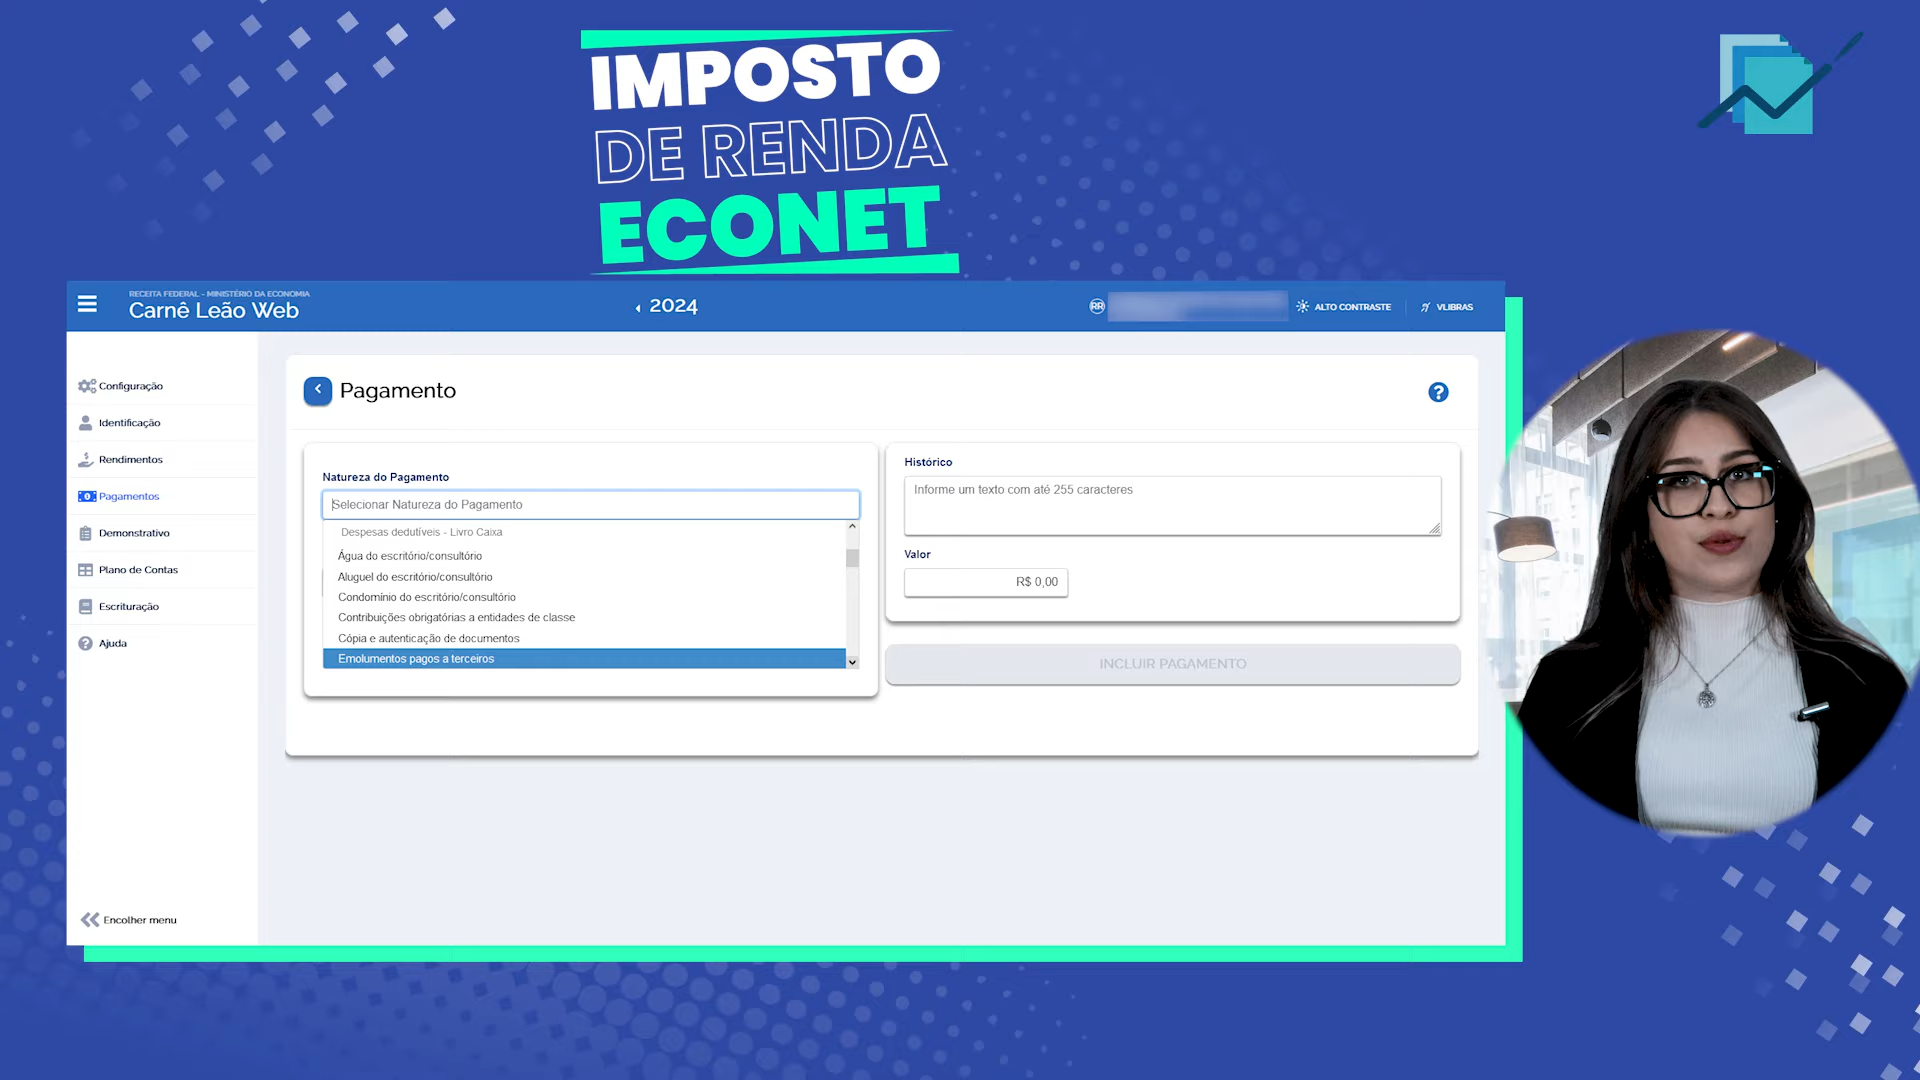 IMPOSTO
DE RENDA
ECONET
RECEITA FEDERAL - MINISTÉRIO DA ECONOMIA
Carnê Leão Web
2024
RR
ALTO CONTRASTE
VLIBRAS
Configuração
Identificação
Rendimentos
Pagamentos
Demonstrativo
Plano de Contas
Escrituração
Ajuda
Encolher menu
Pagamento
Natureza do Pagamento
Selecionar Natureza do Pagamento
Despesas dedutíveis - Livro Caixa
Água do escritório/consultório
Aluguel do escritório/consultório
Condomínio do escritório/consultório
Contribuições obrigatórias a entidades de classe
Cópia e autenticação de documentos
Emolumentos pagos a terceiros
Histórico
Informe um texto com até 255 caracteres
Valor
R$ 0,00
INCLUIR PAGAMENTO